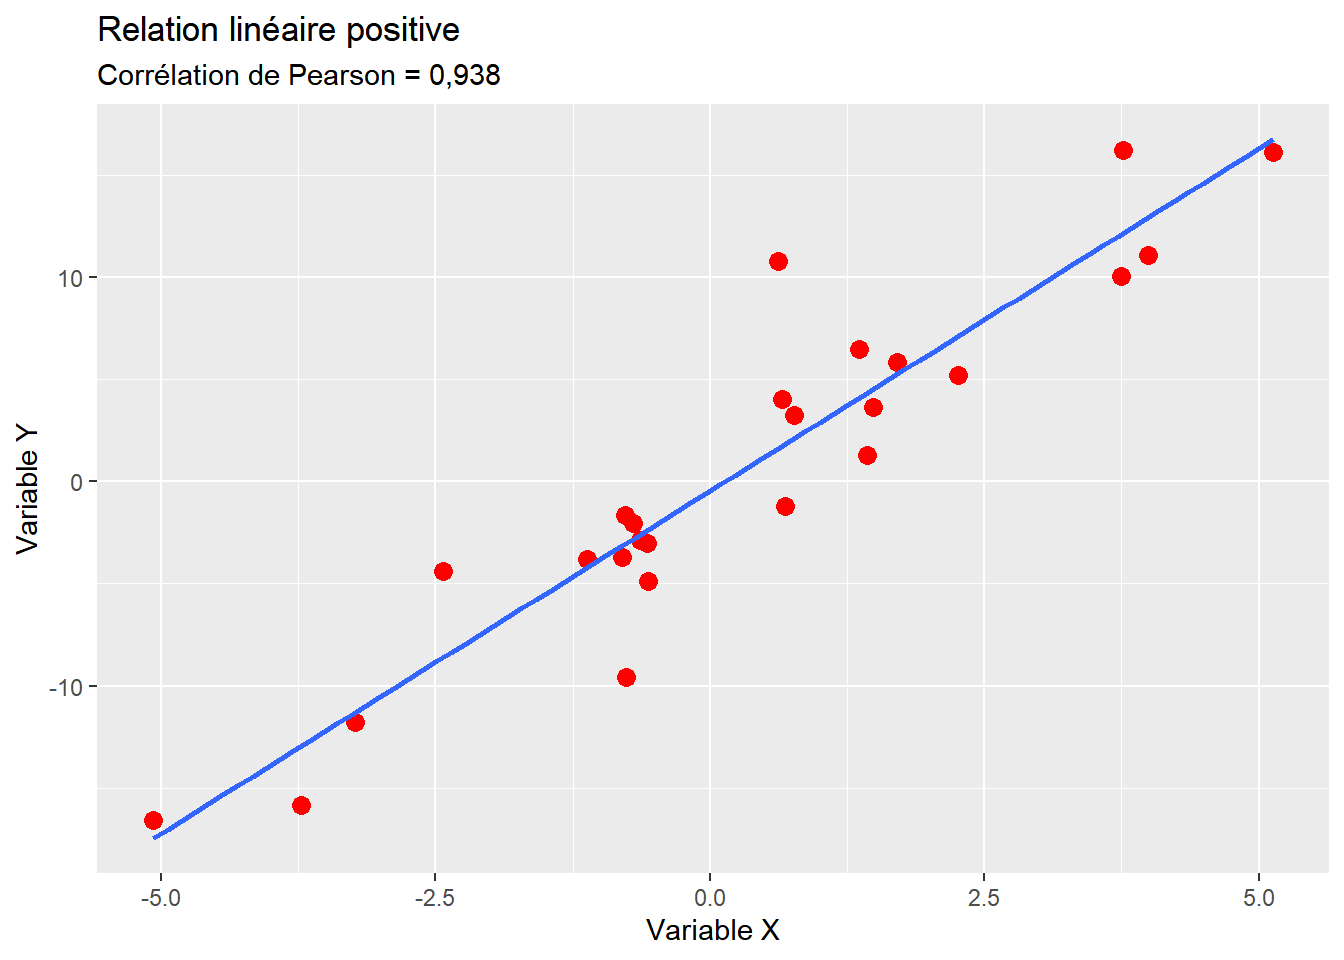 Relation linéaire positive
Corrélation de Pearson = 0,938
Variable Y
10
0
-10
-5.0 -2.5 0.0 2.5 5.0
Variable X